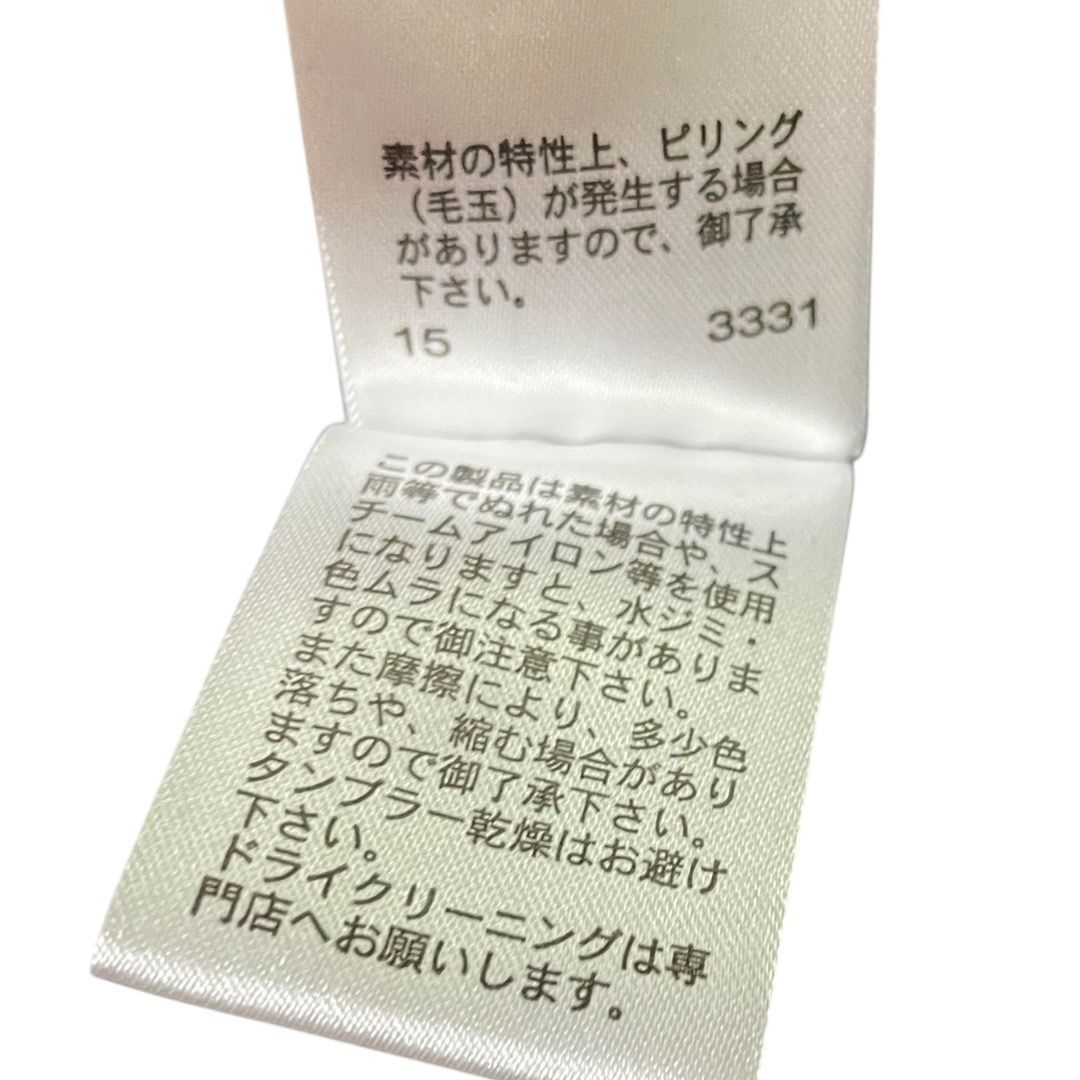 素材の特性上、ピリング
（毛玉）が発生する場合
がありますので、御了承
下さい。
15 3331
この製品は素材の特性上
雨等でぬれた場合や、ス
チームアイロン等を使用
になりますと、水ジミ・
色ムラになる事がありま
すので御注意下さい。
また摩擦により、多少色
落ちや、縮む場合があり
ますので御了承下さい。
タンブラー乾燥はお避け
下さい。
ドライクリーニングは専
門店へお願いします。